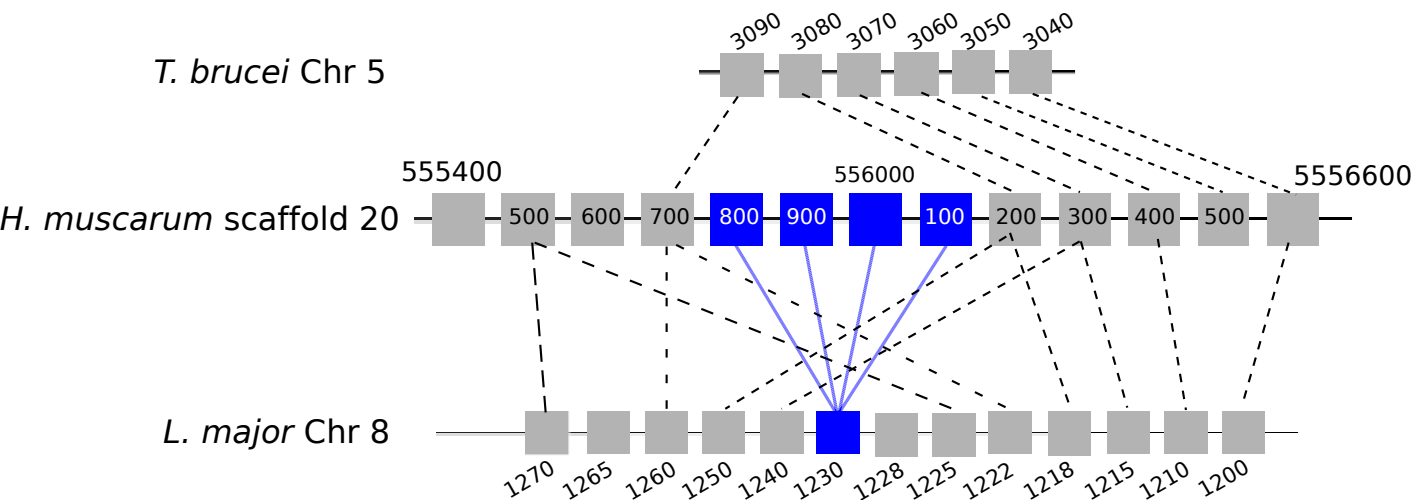 3090 3080 3070 3060 3050 3040
T. brucei Chr 5
555400 556000 5556600
H. muscarum scaffold 20 500 600 700 800 900 100 200 300 400 500
L. major Chr 8
1270 1265 1260 1250 1240 1230 1228 1225 1222 1218 1215 1210 1200